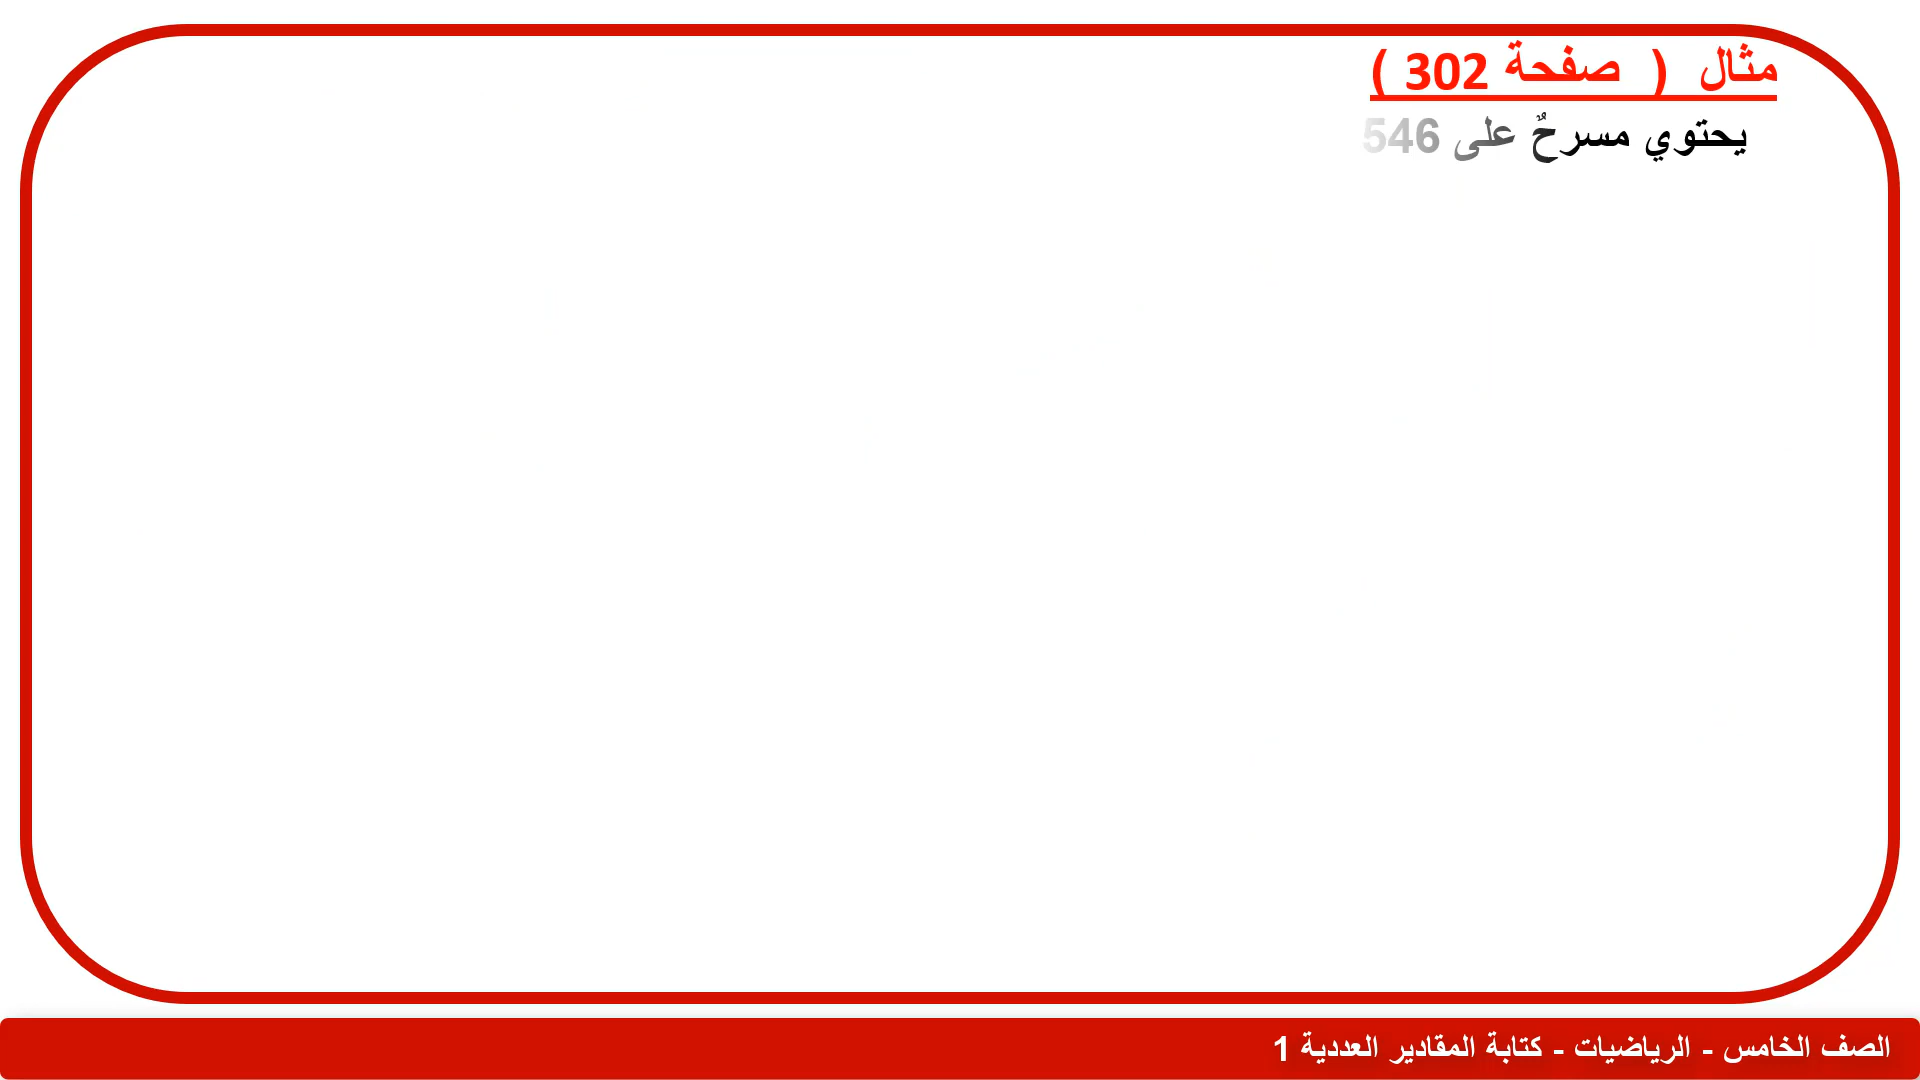 مثال ( صفحة 302 )
يحتوي مسرحٌ على 546
الصف الخامس - الرياضيات - كتابة المقادير العددية 1